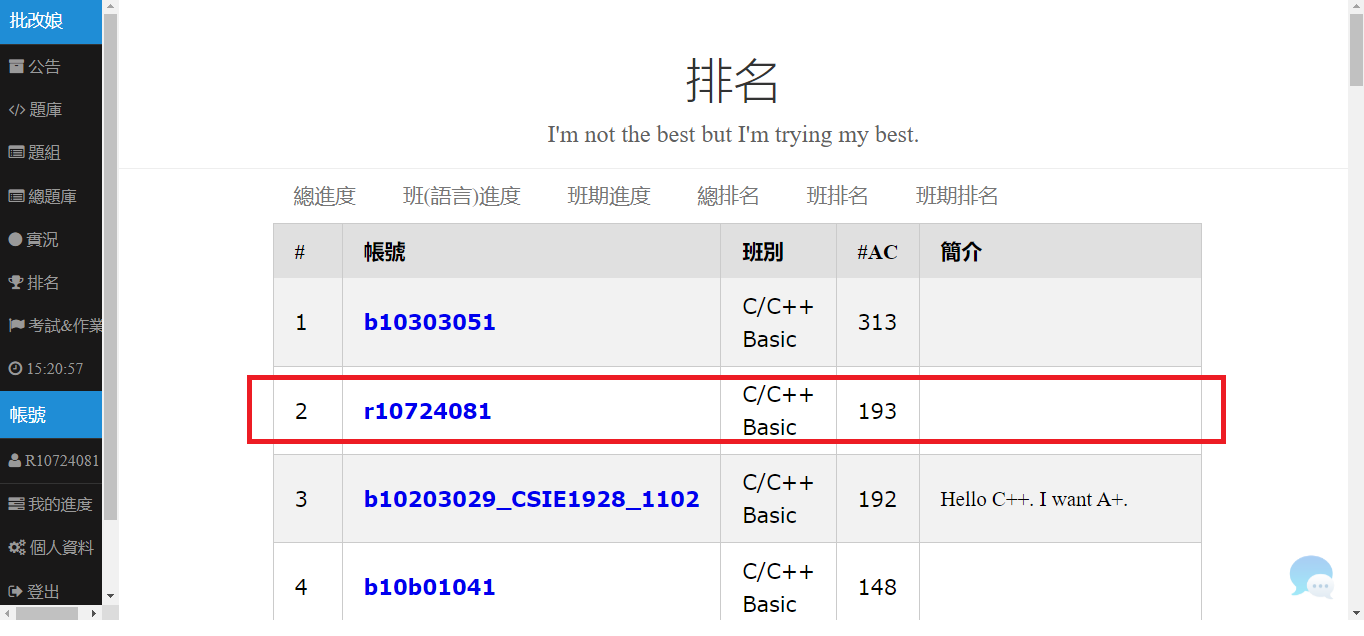 批改娘
公告
</> 題庫
題組
總題庫
實況
排名
考試&作業
15:20:57
帳號
R10724081
我的進度
個人資料
登出
排名
I'm not the best but I'm trying my best.
總進度 班(語言)進度 班期進度 總排名 班排名 班期排名
# 帳號 班別 #AC 簡介
1 b10303051 C/C++ Basic 313
2 r10724081 C/C++ Basic 193
3 b10203029_CSIE1928_1102 C/C++ Basic 192 Hello C++. I want A+.
4 b10b01041 C/C++ Basic 148